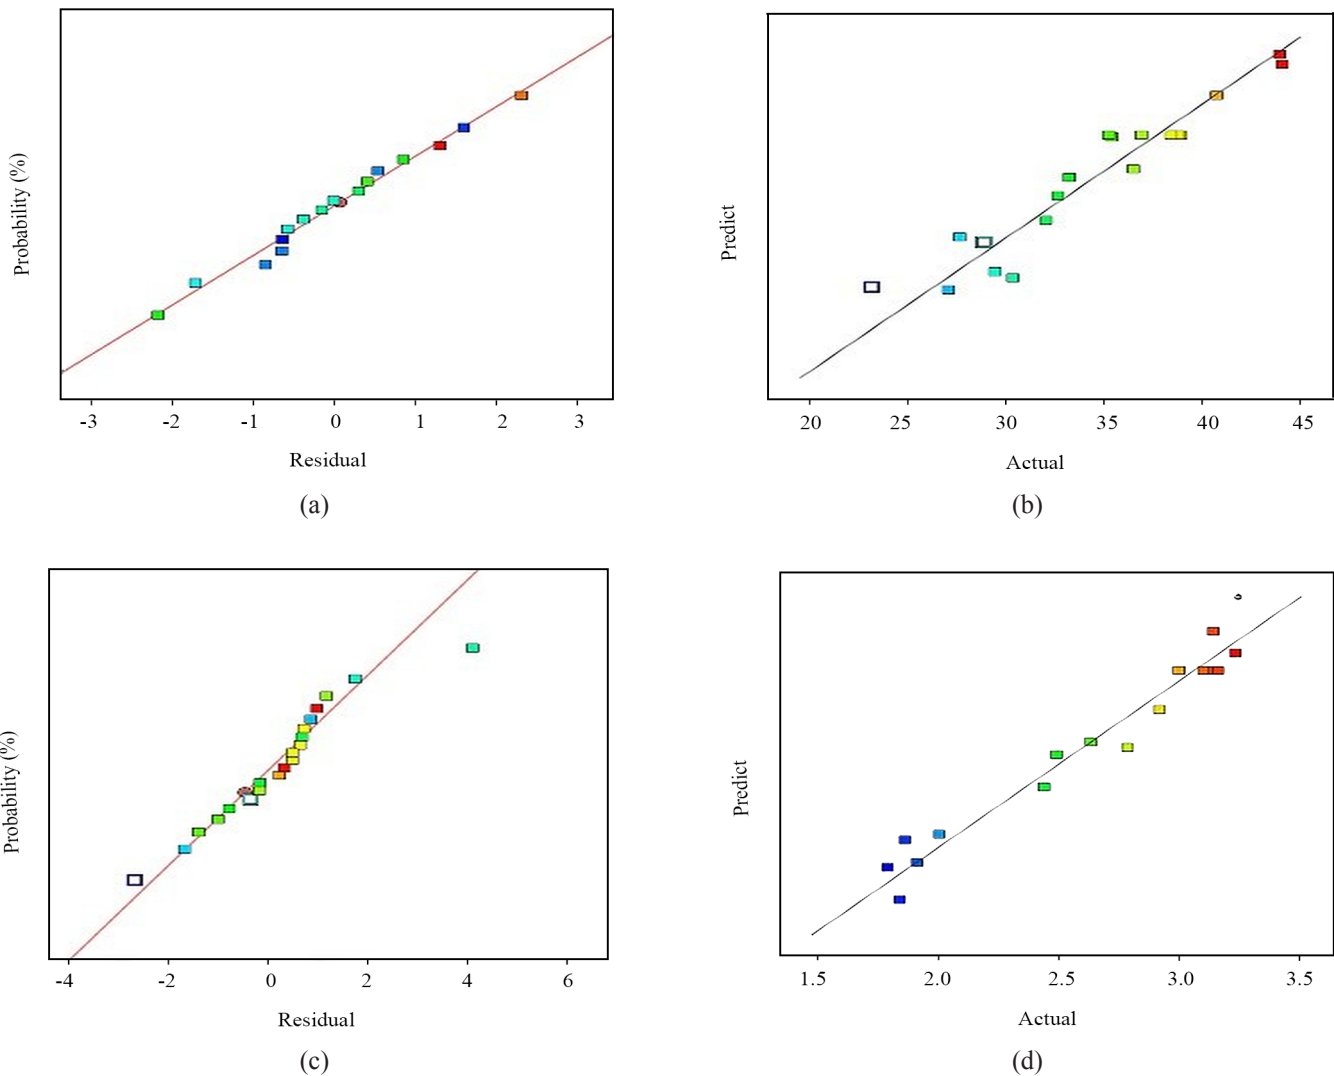 Probability (%)
-3 -2 -1 0 1 2 3
Residual
(a)
Predict
20 25 30 35 40 45
Actual
(b)
Probability (%)
-4 -2 0 2 4 6
Residual
(c)
Predict
1.5 2.0 2.5 3.0 3.5
Actual
(d)